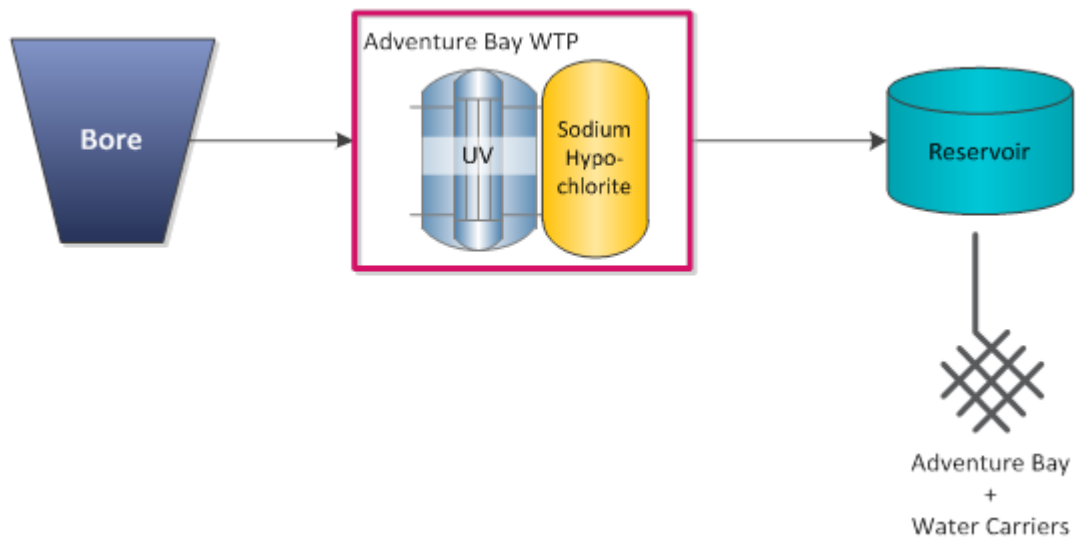 Adventure Bay WTP
Bore
UV
Sodium
Hypo-
chlorite
Reservoir
Adventure Bay
+
Water Carriers